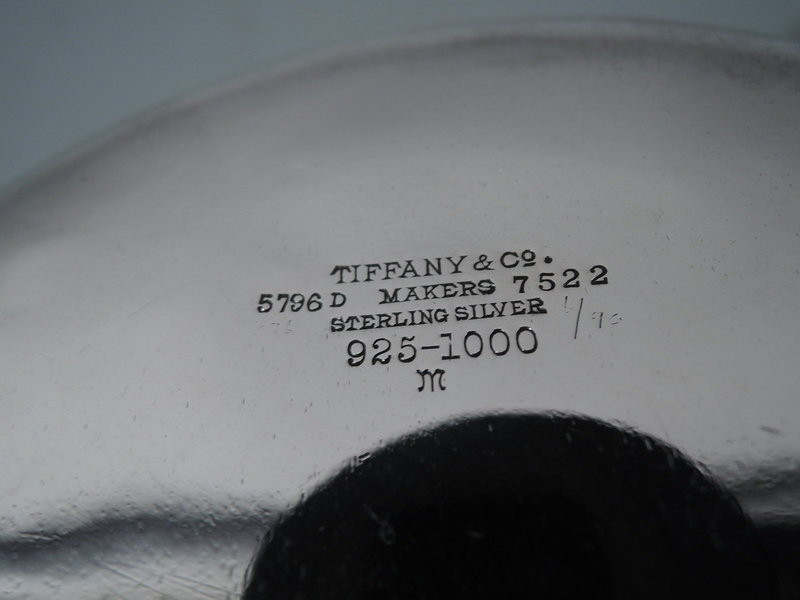 TIFFANY & Co.
5796 D MAKERS 7522
STERLING SILVER
925-1000
m